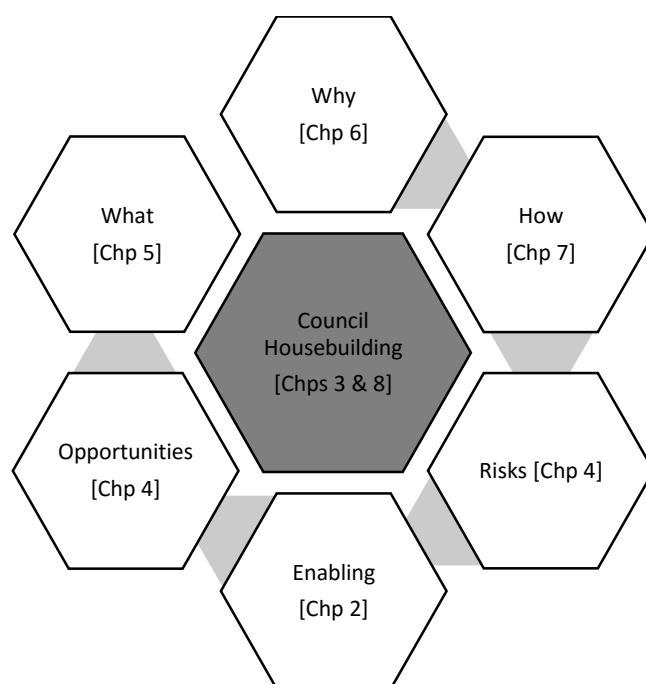 Why
[Chp 6]
What
[Chp 5]
How
[Chp 7]
Council
Housebuilding
[Chps 3 & 8]
Opportunities
[Chp 4]
Risks [Chp 4]
Enabling
[Chp 2]